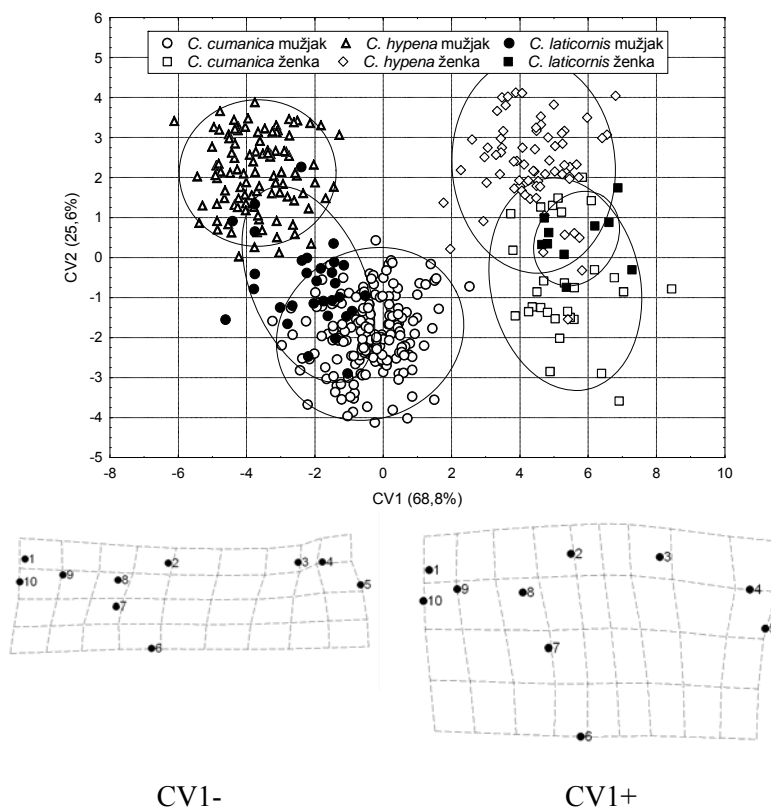 6
C. cumanica mužjak C. hypena mužjak C. laticornis mužjak
5
C. cumanica ženka C. hypena ženka C. laticornis ženka
4
3
2
1
0
-1
-2
-3
-4
-5
CV2 (25,6%)
-8 -6 -4 -2 0 2 4 6 8 10
CV1 (68,8%)
1 2 3 4 5 6 7 8 9 10
1 2 3 4 6 7 8 9 10
CV1- CV1+